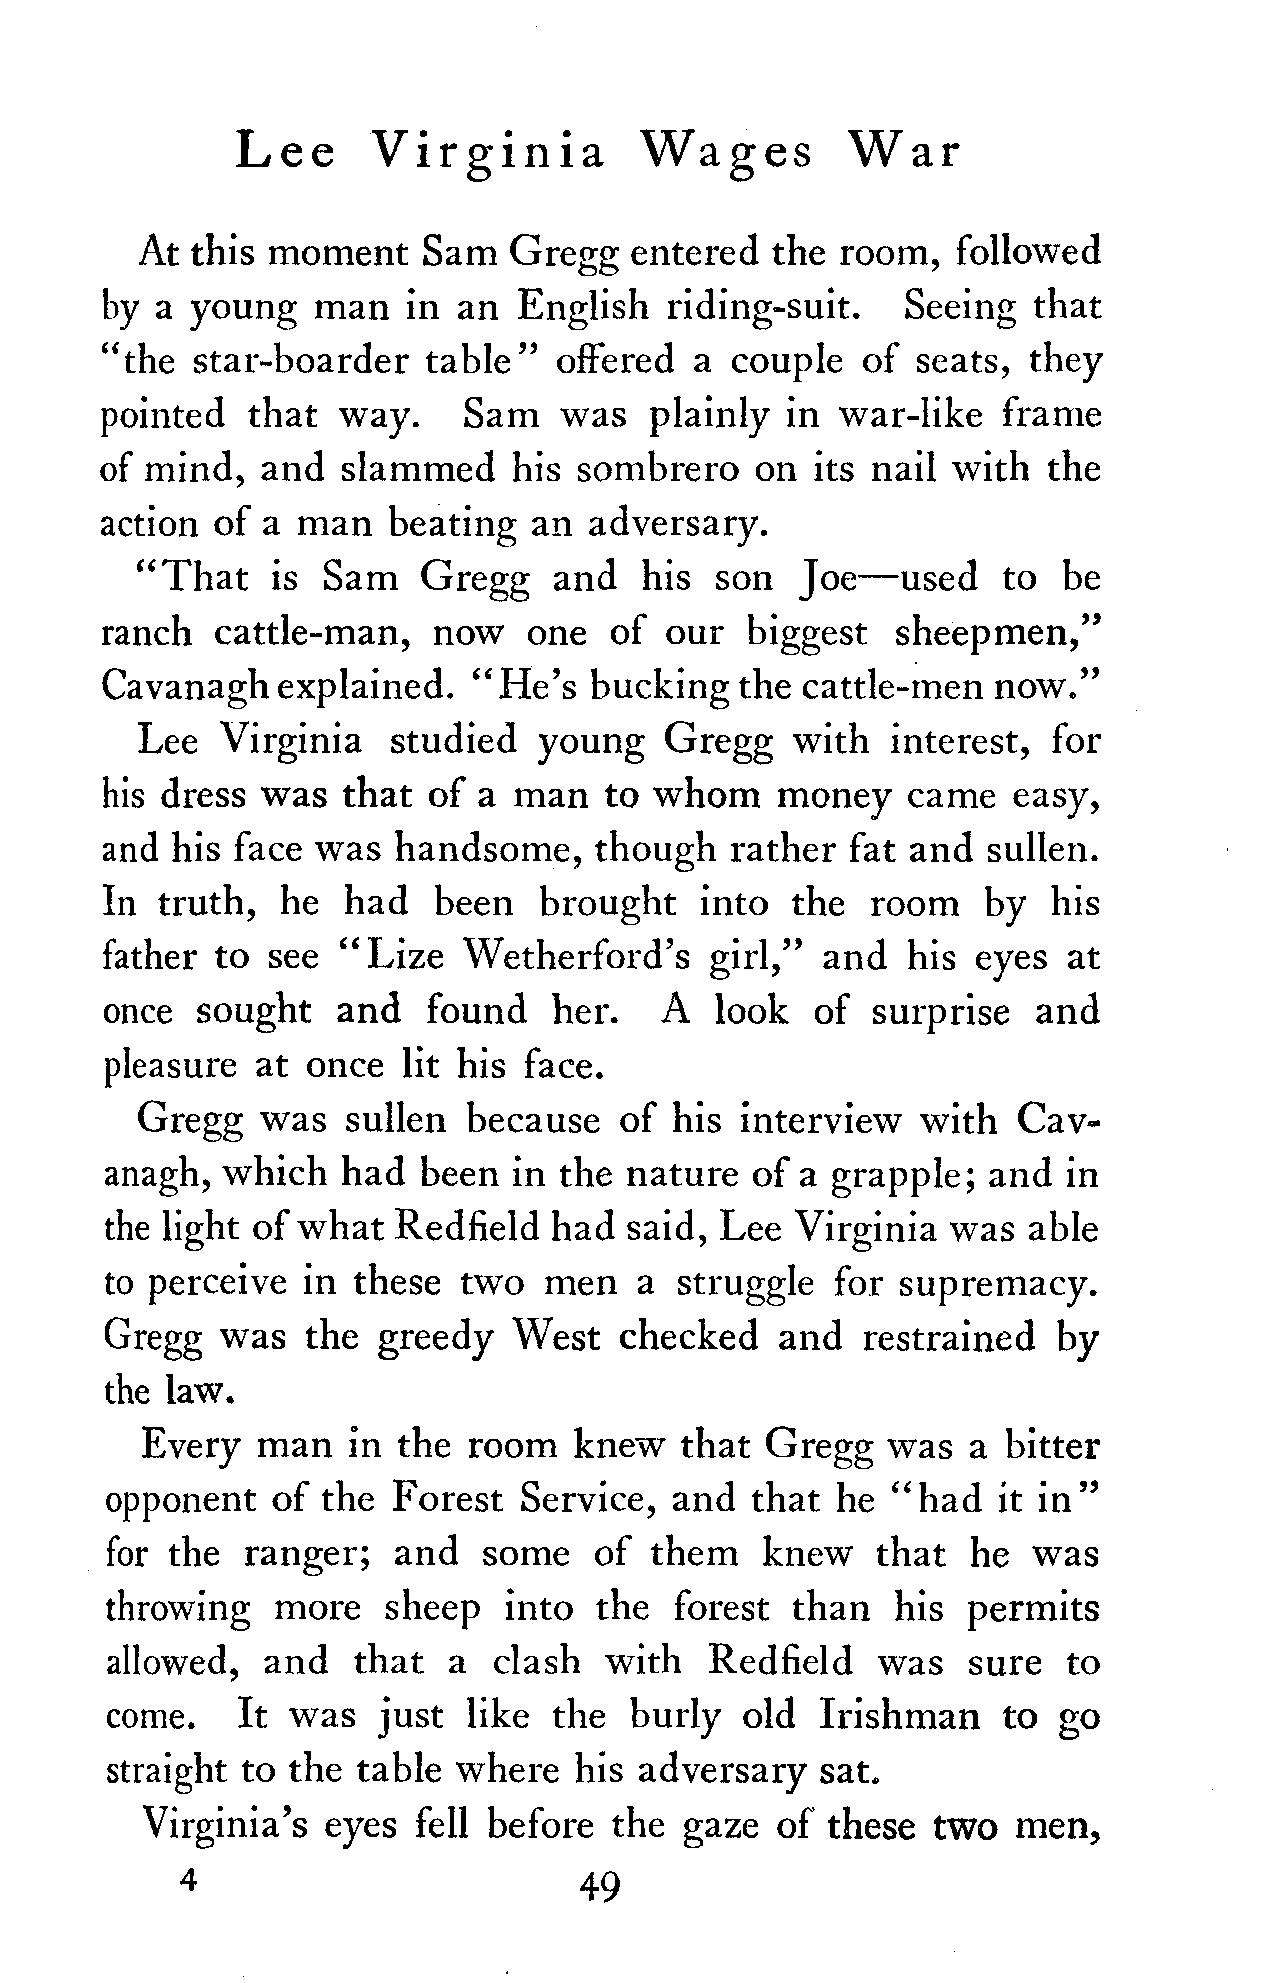 Lee Virginia Wages War
At this moment Sam Gregg entered the room, followed
by a young man in an English riding-suit. Seeing that
“the star-boarder table” offered a couple of seats, they
pointed that way. Sam was plainly in war-like frame
of mind, and slammed his sombrero on its nail with the
action of a man beating an adversary.
“That is Sam Gregg and his son Joe—used to be
ranch cattle-man, now one of our biggest sheepmen,”
Cavanagh explained. “He’s bucking the cattle-men now.”
Lee Virginia studied young Gregg with interest, for
his dress was that of a man to whom money came easy,
and his face was handsome, though rather fat and sullen.
In truth, he had been brought into the room by his
father to see “Lize Wetherford’s girl,” and his eyes at
once sought and found her. A look of surprise and
pleasure at once lit his face.
Gregg was sullen because of his interview with Cav-
anagh, which had been in the nature of a grapple; and in
the light of what Redfield had said, Lee Virginia was able
to perceive in these two men a struggle for supremacy.
Gregg was the greedy West checked and restrained by
the law.
Every man in the room knew that Gregg was a bitter
opponent of the Forest Service, and that he “had it in”
for the ranger; and some of them knew that he was
throwing more sheep into the forest than his permits
allowed, and that a clash with Redfield was sure to
come. It was just like the burly old Irishman to go
straight to the table where his adversary sat.
Virginia’s eyes fell before the gaze of these two men,
4 49